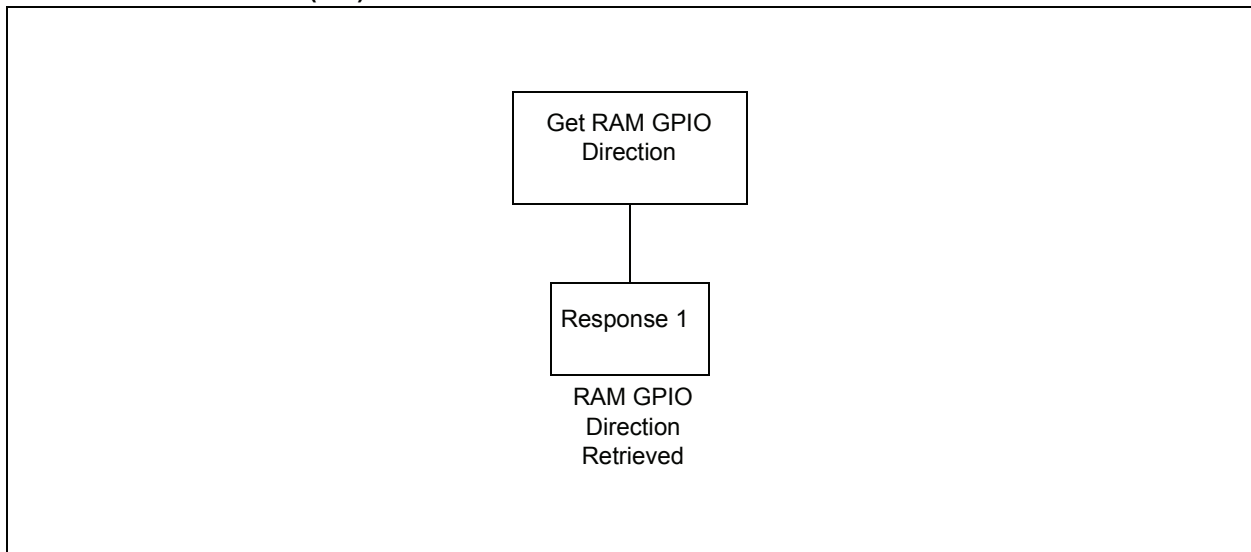 Get RAM GPIO
Direction
Response 1
RAM GPIO
Direction
Retrieved